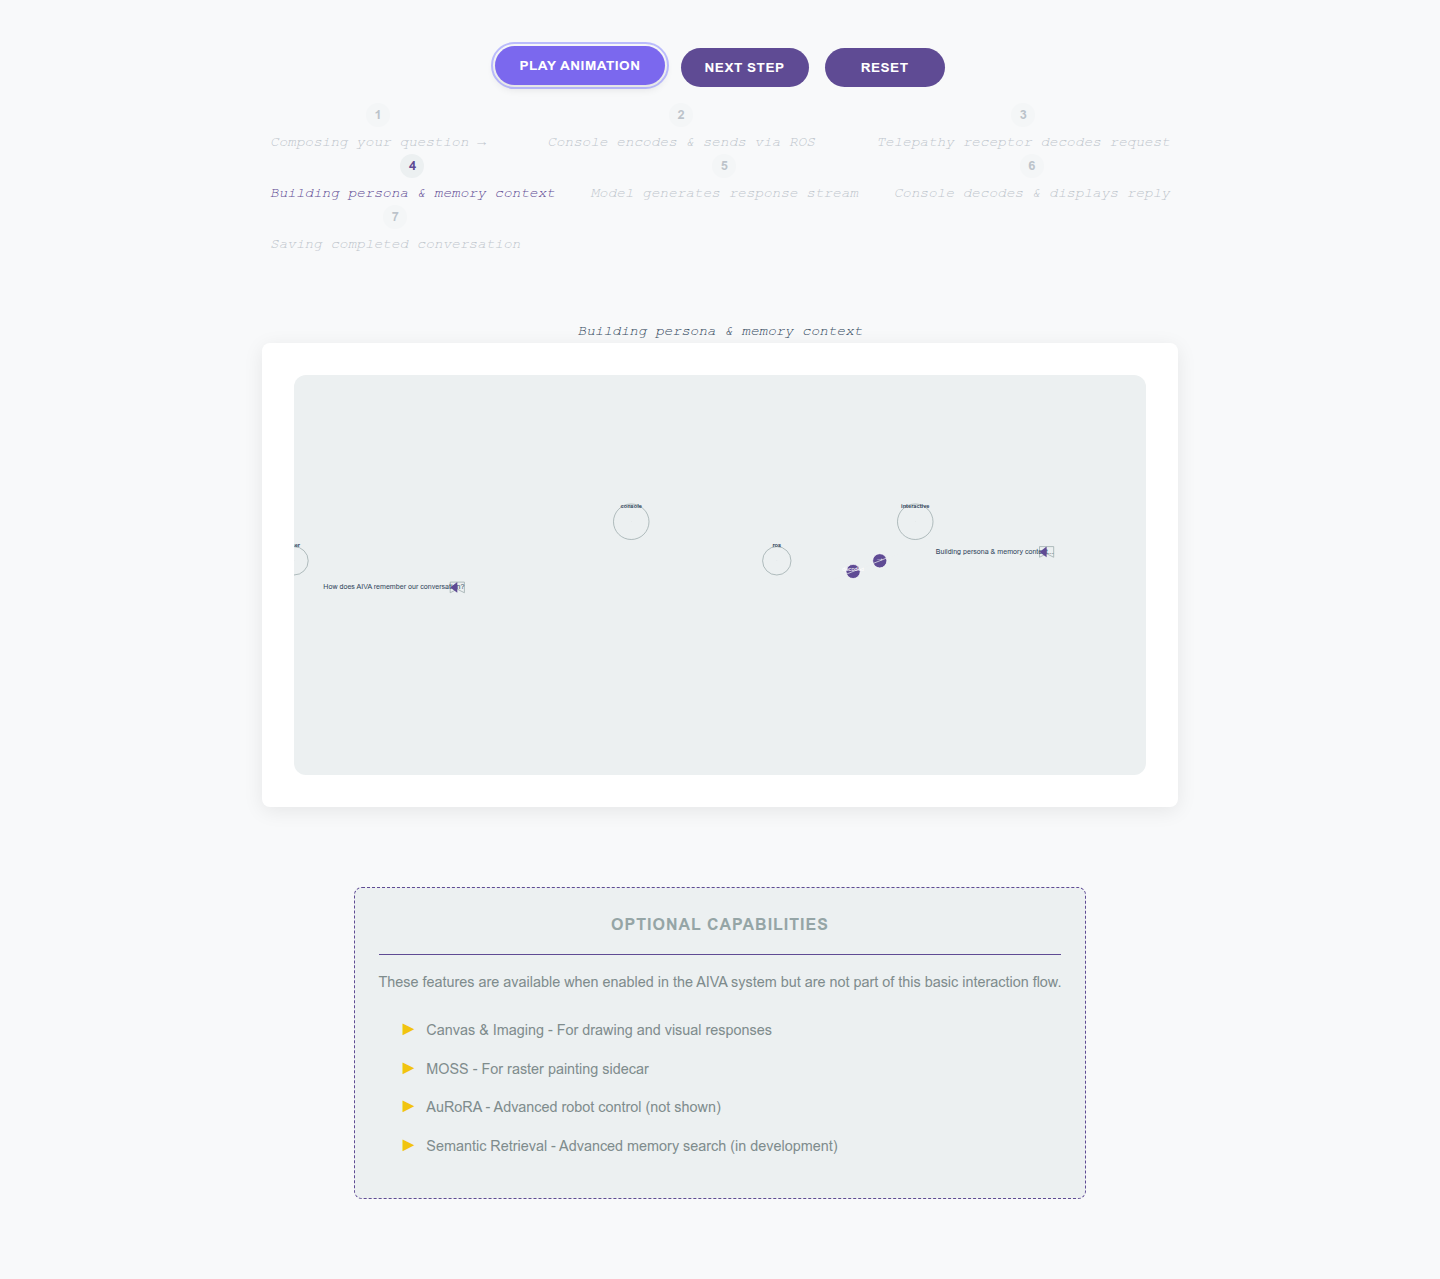 PLAY ANIMATION NEXT STEP RESET
1 2 3
Composing your question → Console encodes & sends via ROS Telepathy receptor decodes request
4 5 6
Building persona & memory context Model generates response stream Console decodes & displays reply
7
Saving completed conversation
Building persona & memory context
console interactive
er ros
Building persona & memory
How does AIVA remember our
OPTIONAL CAPABILITIES
These features are available when enabled in the AIVA system but are not part of this basic interaction flow.
▶ Canvas & Imaging - For drawing and visual responses
▶ MOSS - For raster painting sidecar
▶ AuRoRA - Advanced robot control (not shown)
▶ Semantic Retrieval - Advanced memory search (in development)